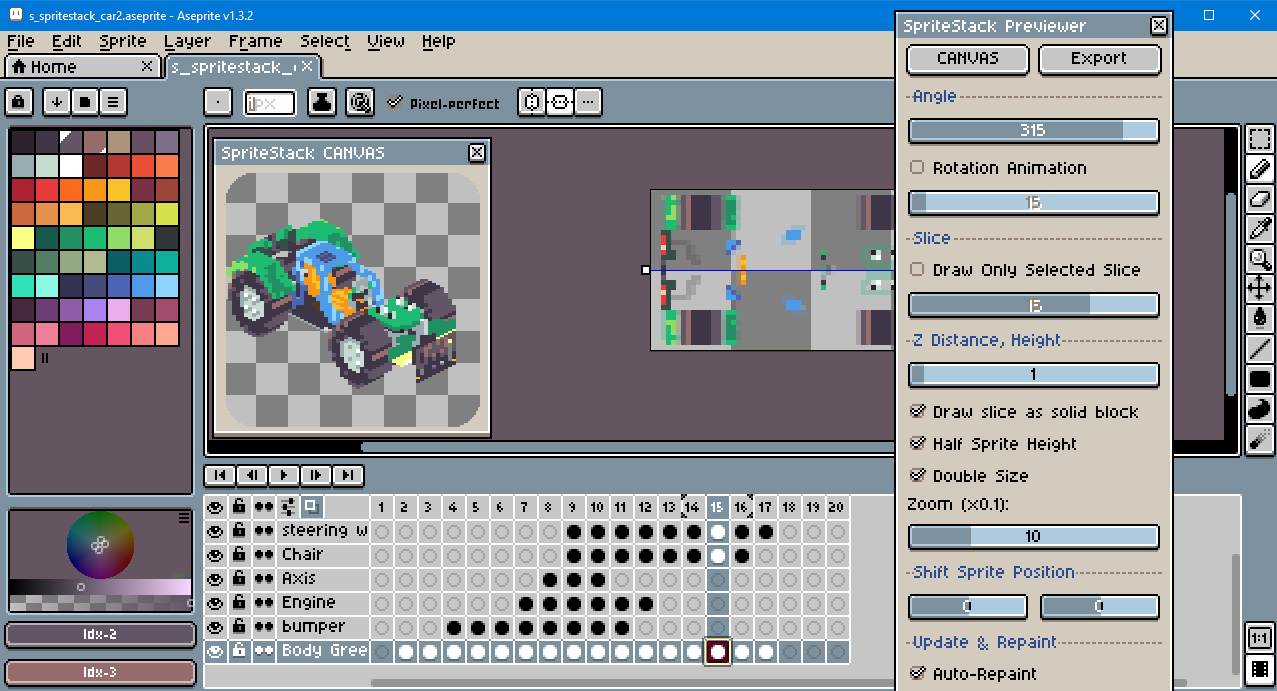 s_spritestack_car2.aseprite - Aseprite v1.3.2
File Edit Sprite Layer Frame Select View Help
Home
s_spritestack_
1px
Pixel-perfect
SpriteStack CANVAS
Idx-2
Idx-3
1 2 3 4 5 6 7 8 9 10 11 12 13 14 15 16 17 18 19 20
steering w
Chair
Axis
Engine
bumper
Body Gree
SpriteStack Previewer
CANVAS Export
Angle
315
Rotation Animation
15
Slice
Draw Only Selected Slice
15
Z Distance, Height
1
Draw slice as solid block
Half Sprite Height
Double Size
Zoom (x0.1):
10
Shift Sprite Position
0 0
Update & Repaint
Auto-Repaint
1:1